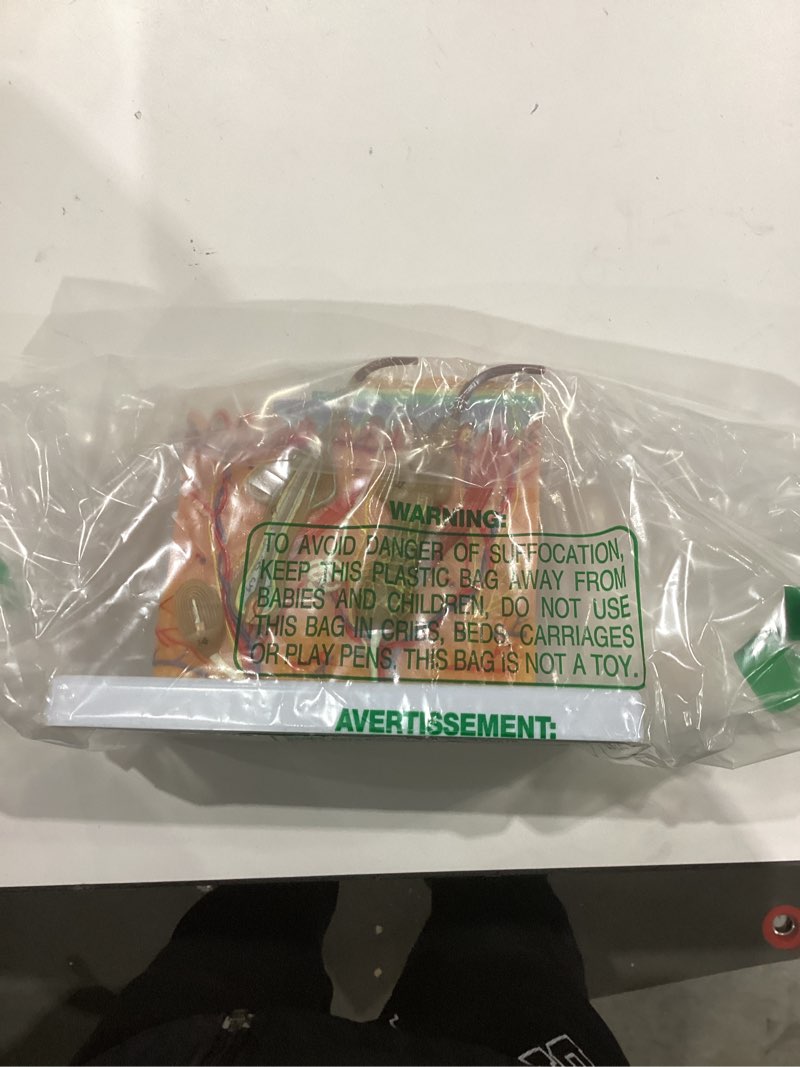 WARNING:
TO AVOID DANGER OF SUFFOCATION,
KEEP THIS PLASTIC BAG AWAY FROM
BABIES AND CHILDREN, DO NOT USE
THIS BAG IN CRIBS, BEDS, CARRIAGES
OR PLAY PENS. THIS BAG IS NOT A TOY.
AVERTISSEMENT: